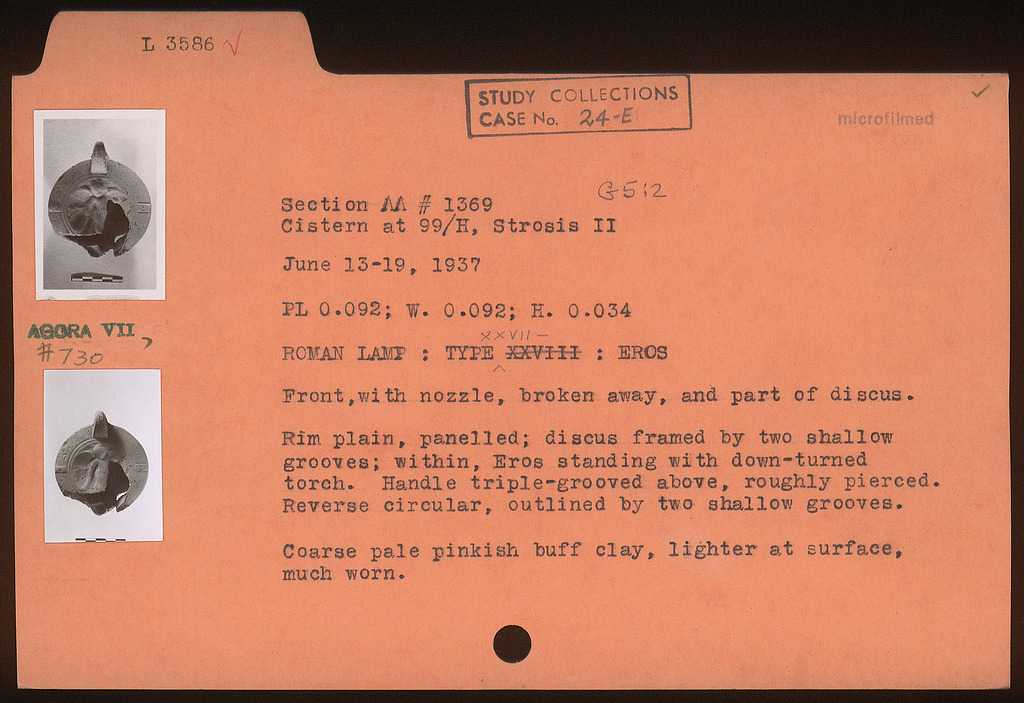 L 3586 √
STUDY COLLECTIONS
CASE No. 24-E
microfilmed
G 5:2
Section ΛΛ # 1369
Cistern at 99/H, Strosis II
June 13-19, 1937
PL 0.092; W. 0.092; H. 0.034
AGORA VII,
#730
XXVII-
ROMAN LAMP : TYPE XXVIII : EROS
Front,with nozzle, broken away, and part of discus.
Rim plain, panelled; discus framed by two shallow
grooves; within, Eros standing with down-turned
torch. Handle triple-grooved above, roughly pierced.
Reverse circular, outlined by two shallow grooves.
Coarse pale pinkish buff clay, lighter at surface,
much worn.